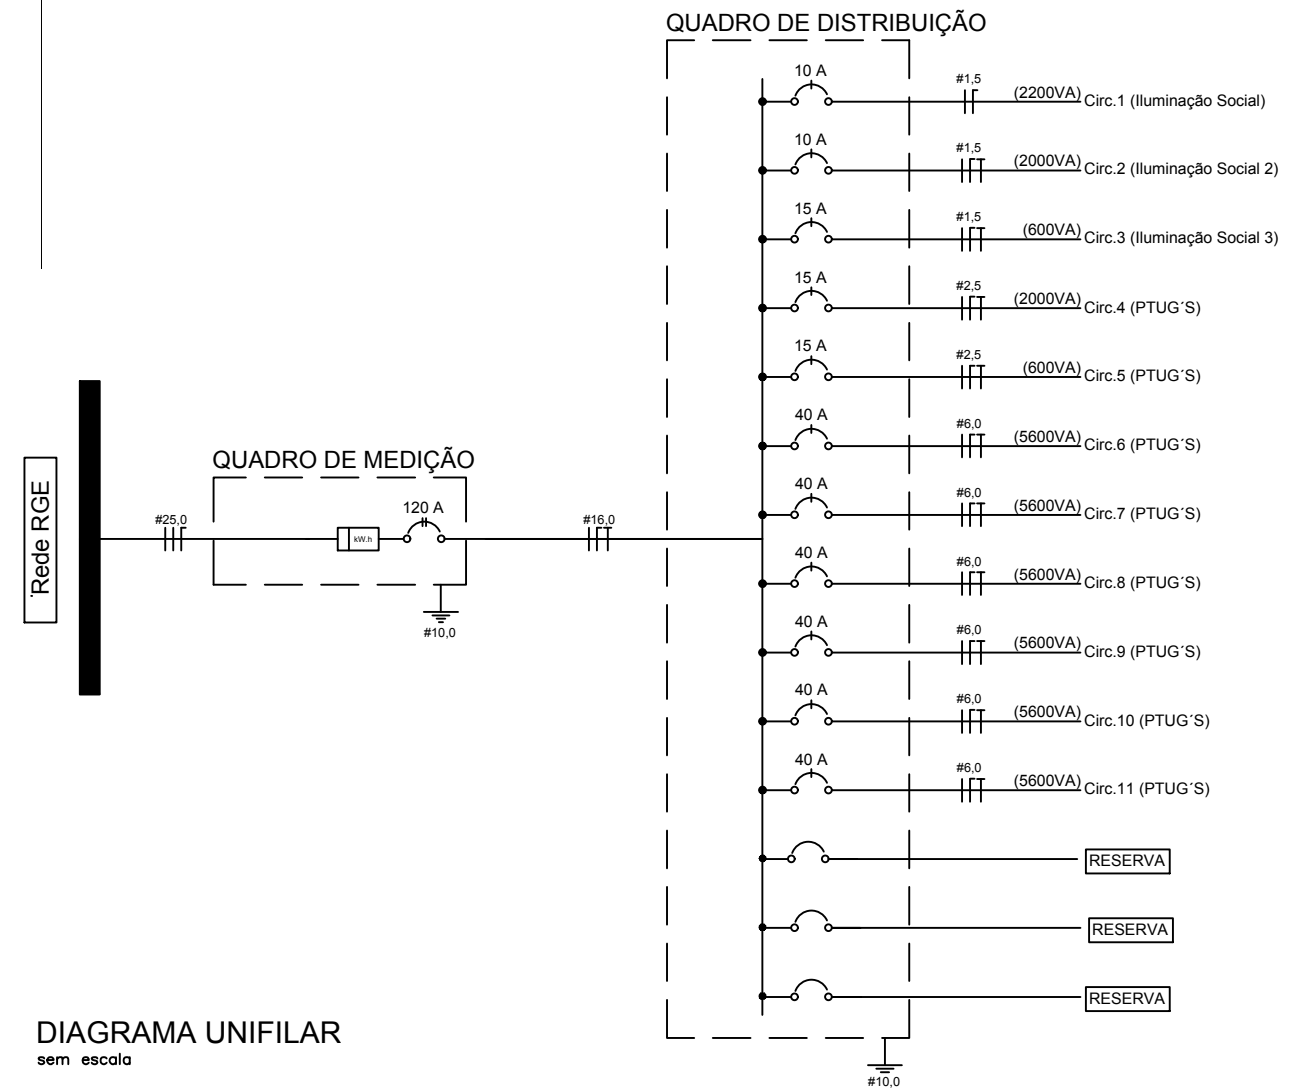 QUADRO DE DISTRIBUIÇÃO
10 A
#1,5
(2200VA)
Circ.1 (Iluminação Social)
10 A
#1,5
(2000VA)
Circ.2 (Iluminação Social 2)
15 A
#1,5
(600VA)
Circ.3 (Iluminação Social 3)
15 A
#2,5
(2000VA)
Circ.4 (PTUG´S)
15 A
#2,5
(600VA)
Circ.5 (PTUG´S)
40 A
#6,0
(5600VA)
Circ.6 (PTUG´S)
40 A
#6,0
(5600VA)
Circ.7 (PTUG´S)
40 A
#6,0
(5600VA)
Circ.8 (PTUG´S)
40 A
#6,0
(5600VA)
Circ.9 (PTUG´S)
40 A
#6,0
(5600VA)
Circ.10 (PTUG´S)
40 A
#6,0
(5600VA)
Circ.11 (PTUG´S)
RESERVA
RESERVA
RESERVA
#10,0
Rede RGE
#25,0
QUADRO DE MEDIÇÃO
kW.h
120 A
#10,0
#16,0
DIAGRAMA UNIFILAR
sem escala